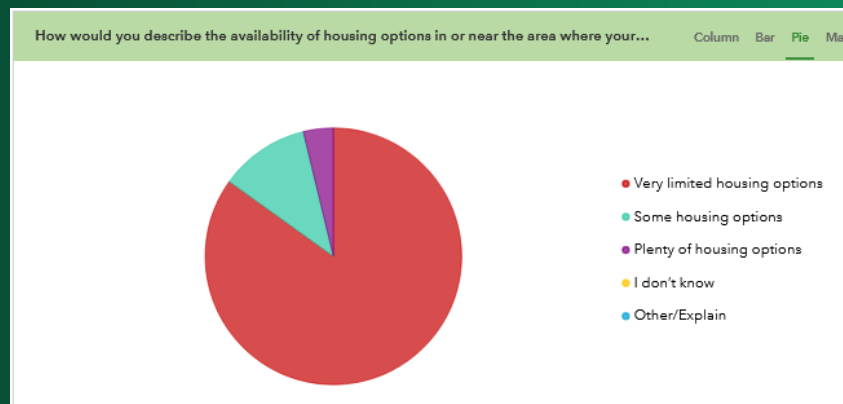 How would you describe the availability of housing options in or near the area where your...
Column Bar Pie Ma
Very limited housing options
Some housing options
Plenty of housing options
I don't know
Other/Explain